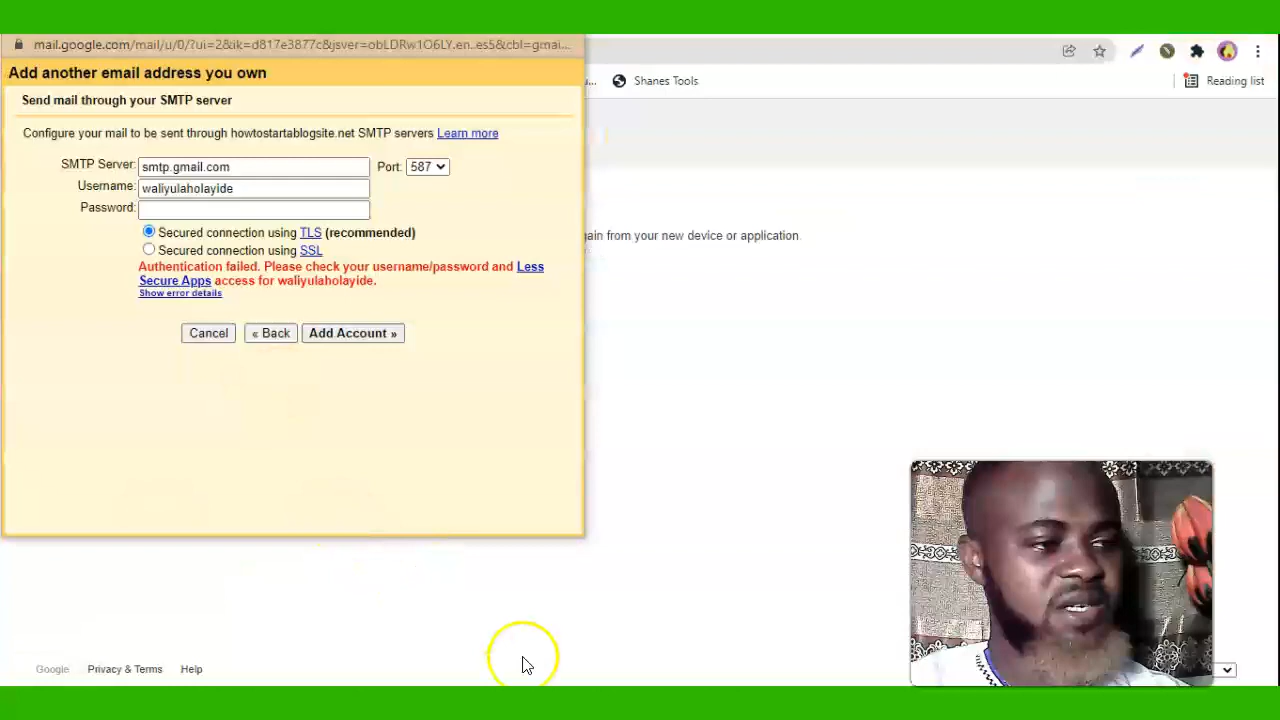 mail.google.com/mail/u/0/?ui=2&ik=d817e3877c&jsver=obLDRw1O6LY.en..es5&cbl=gmai...
Add another email address you own
... Shanes Tools
Reading list
Send mail through your SMTP server
Configure your mail to be sent through howtostartablogsite.net SMTP servers Learn more
SMTP Server: smtp.gmail.com Port: 587
Username: waliyulaholayide
Password:
Secured connection using TLS (recommended)
gain from your new device or application.
Secured connection using SSL
Authentication failed. Please check your username/password and Less
Secure Apps access for waliyulaholayide.
Show error details
Cancel « Back Add Account »
Google Privacy & Terms Help